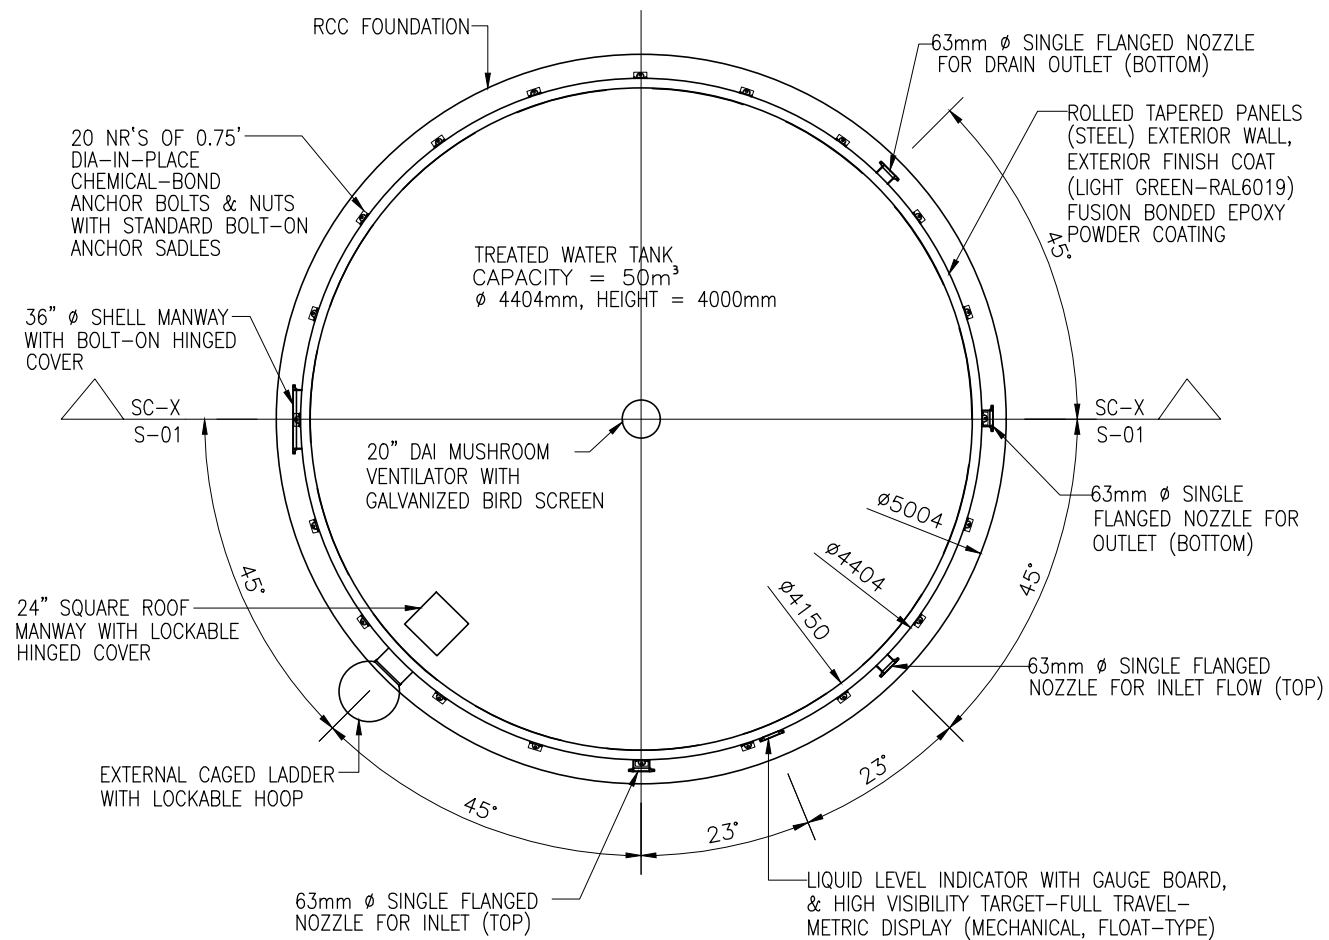 RCC FOUNDATION
63mm ø SINGLE FLANGED NOZZLE
FOR DRAIN OUTLET (BOTTOM)
ROLLED TAPERED PANELS
(STEEL) EXTERIOR WALL,
EXTERIOR FINISH COAT
(LIGHT GREEN-RAL6019)
FUSION BONDED EPOXY
POWDER COATING
45°
20 NR'S OF 0.75'
DIA-IN-PLACE
CHEMICAL-BOND
ANCHOR BOLTS & NUTS
WITH STANDARD BOLT-ON
ANCHOR SADLES
TREATED WATER TANK
CAPACITY = 50m³
ø 4404mm, HEIGHT = 4000mm
36" ø SHELL MANWAY
WITH BOLT-ON HINGED
COVER
SC-X
S-01
SC-X
S-01
20" DAI MUSHROOM
VENTILATOR WITH
GALVANIZED BIRD SCREEN
63mm ø SINGLE
FLANGED NOZZLE FOR
OUTLET (BOTTOM)
ø5004
ø4404
ø4150
45°
45°
24" SQUARE ROOF
MANWAY WITH LOCKABLE
HINGED COVER
63mm ø SINGLE FLANGED
NOZZLE FOR INLET FLOW (TOP)
EXTERNAL CAGED LADDER
WITH LOCKABLE HOOP
45°
23°
23°
63mm ø SINGLE FLANGED
NOZZLE FOR INLET (TOP)
LIQUID LEVEL INDICATOR WITH GAUGE BOARD,
& HIGH VISIBILITY TARGET-FULL TRAVEL-
METRIC DISPLAY (MECHANICAL, FLOAT-TYPE)